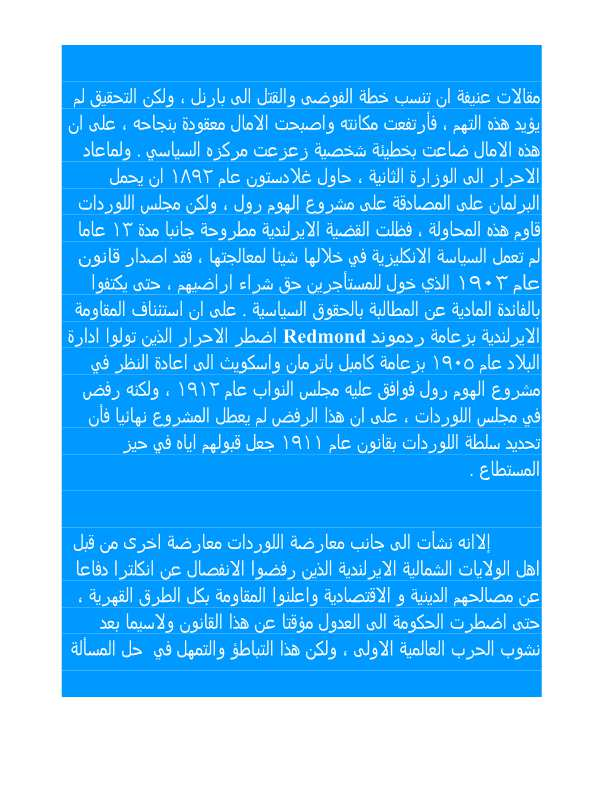 مقالات عنيفة ان تنسب خطة الفوضى والقتل الى بارنل ، ولكن التحقيق لم
يؤيد هذه التهم ، فأرتفعت مكانته واصبحت الامال معقودة بنجاحه ، على ان
هذه الامال ضاعت بخطيئة شخصية زعزعت مركزه السياسي . ولماعاد
الاحرار الى الوزارة الثانية ، حاول غلادستون عام ١٨٩٢ ان يحمل
البرلمان على المصادقة على مشروع الهوم رول ، ولكن مجلس اللوردات
قاوم هذه المحاولة ، فظلت القضية الايرلندية مطروحة جانبا مدة ١٣ عاما
لم تعمل السياسة الانكليزية في خلالها شيئا لمعالجتها ، فقد اصدار قانون
عام ١٩٠٣ الذي خول للمستأجرين حق شراء اراضيهم ، حتى يكتفوا
بالفائدة المادية عن المطالبة بالحقوق السياسية . على ان استئناف المقاومة
الايرلندية بزعامة ردموند Redmond اضطر الاحرار الذين تولوا ادارة
البلاد عام ١٩٠٥ بزعامة كامبل باترمان واسكويث الى اعادة النظر في
مشروع الهوم رول فوافق عليه مجلس النواب عام ١٩١٢ ، ولكنه رفض
في مجلس اللوردات ، على ان هذا الرفض لم يعطل المشروع نهائيا فأن
تحديد سلطة اللوردات بقانون عام ١٩١١ جعل قبولهم اياه في حيز
المستطاع .
إلاانه نشأت الى جانب معارضة اللوردات معارضة اخرى من قبل
اهل الولايات الشمالية الايرلندية الذين رفضوا الانفصال عن انكلترا دفاعا
عن مصالحهم الدينية و الاقتصادية واعلنوا المقاومة بكل الطرق القهرية ،
حتى اضطرت الحكومة الى العدول مؤقتا عن هذا القانون ولاسيما بعد
نشوب الحرب العالمية الاولى ، ولكن هذا التباطؤ والتمهل في حل المسألة